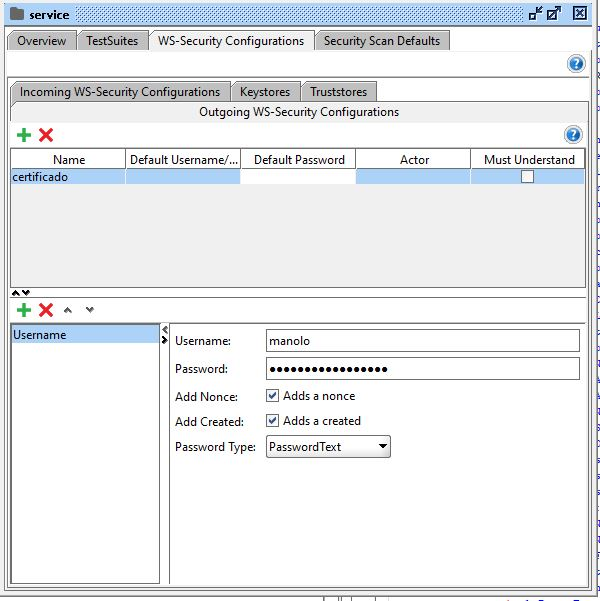 service
Overview TestSuites WS-Security Configurations Security Scan Defaults
?
Incoming WS-Security Configurations Keystores Truststores
Outgoing WS-Security Configurations
?
Name Default Username/... Default Password Actor Must Understand
certificado
Username
Username: manolo
Password: ●●●●●●●●●●●●●●●●●
Add Nonce: Adds a nonce
Add Created: Adds a created
Password Type: PasswordText